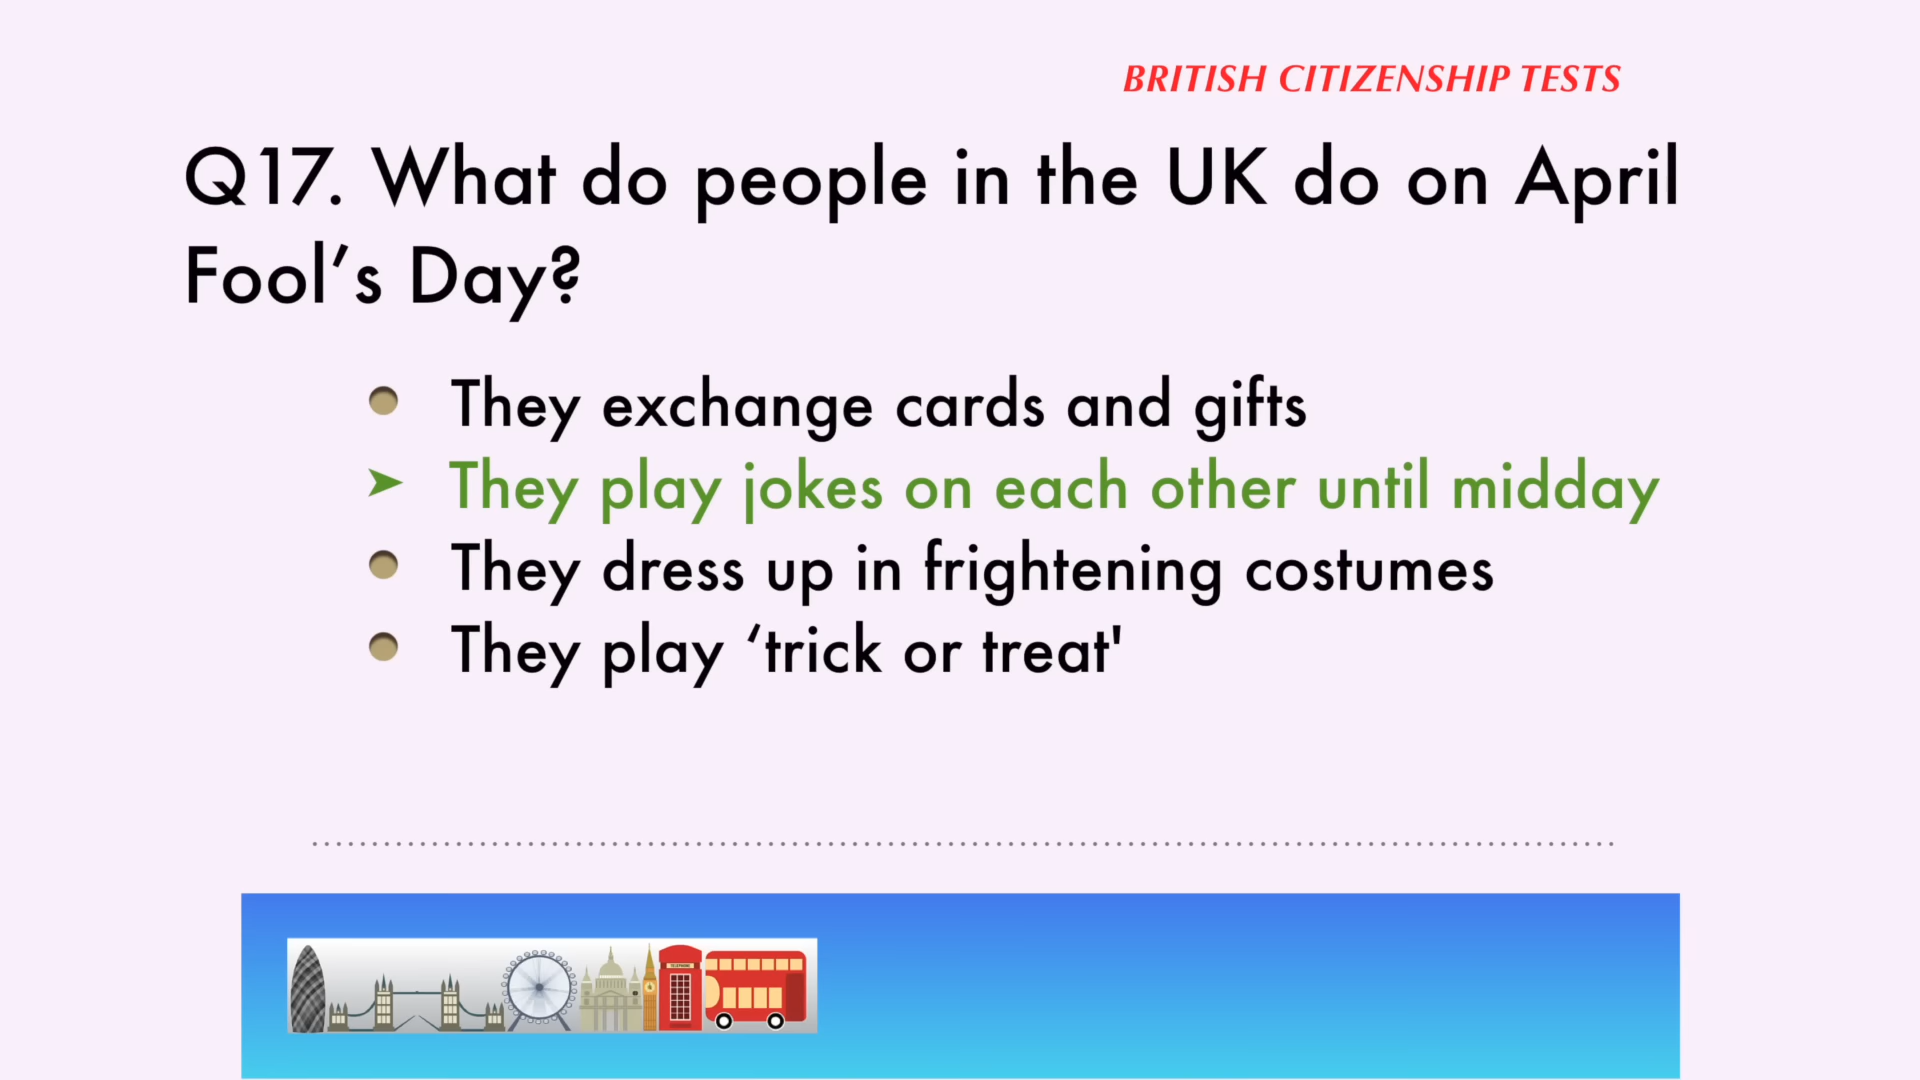 BRITISH CITIZENSHIP TESTS
Q17. What do people in the UK do on April
Fool’s Day?
They exchange cards and gifts
They play jokes on each other until midday
They dress up in frightening costumes
They play ‘trick or treat'